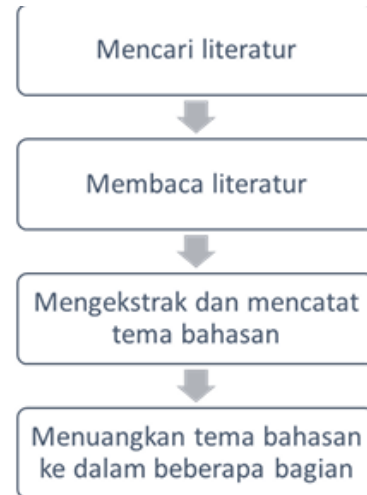 Mencari literatur
Membaca literatur
Mengekstrak dan mencatat
tema bahasan
Menuangkan tema bahasan
ke dalam beberapa bagian